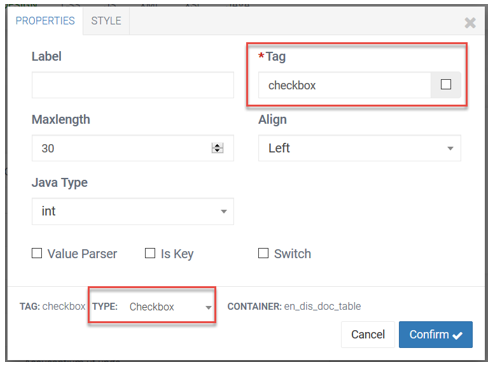 PROPERTIES STYLE
Label *Tag
checkbox
Maxlength Align
30 Left
Java Type
int
Value Parser Is Key Switch
TAG: checkbox TYPE: Checkbox CONTAINER: en_dis_doc_table
Cancel Confirm